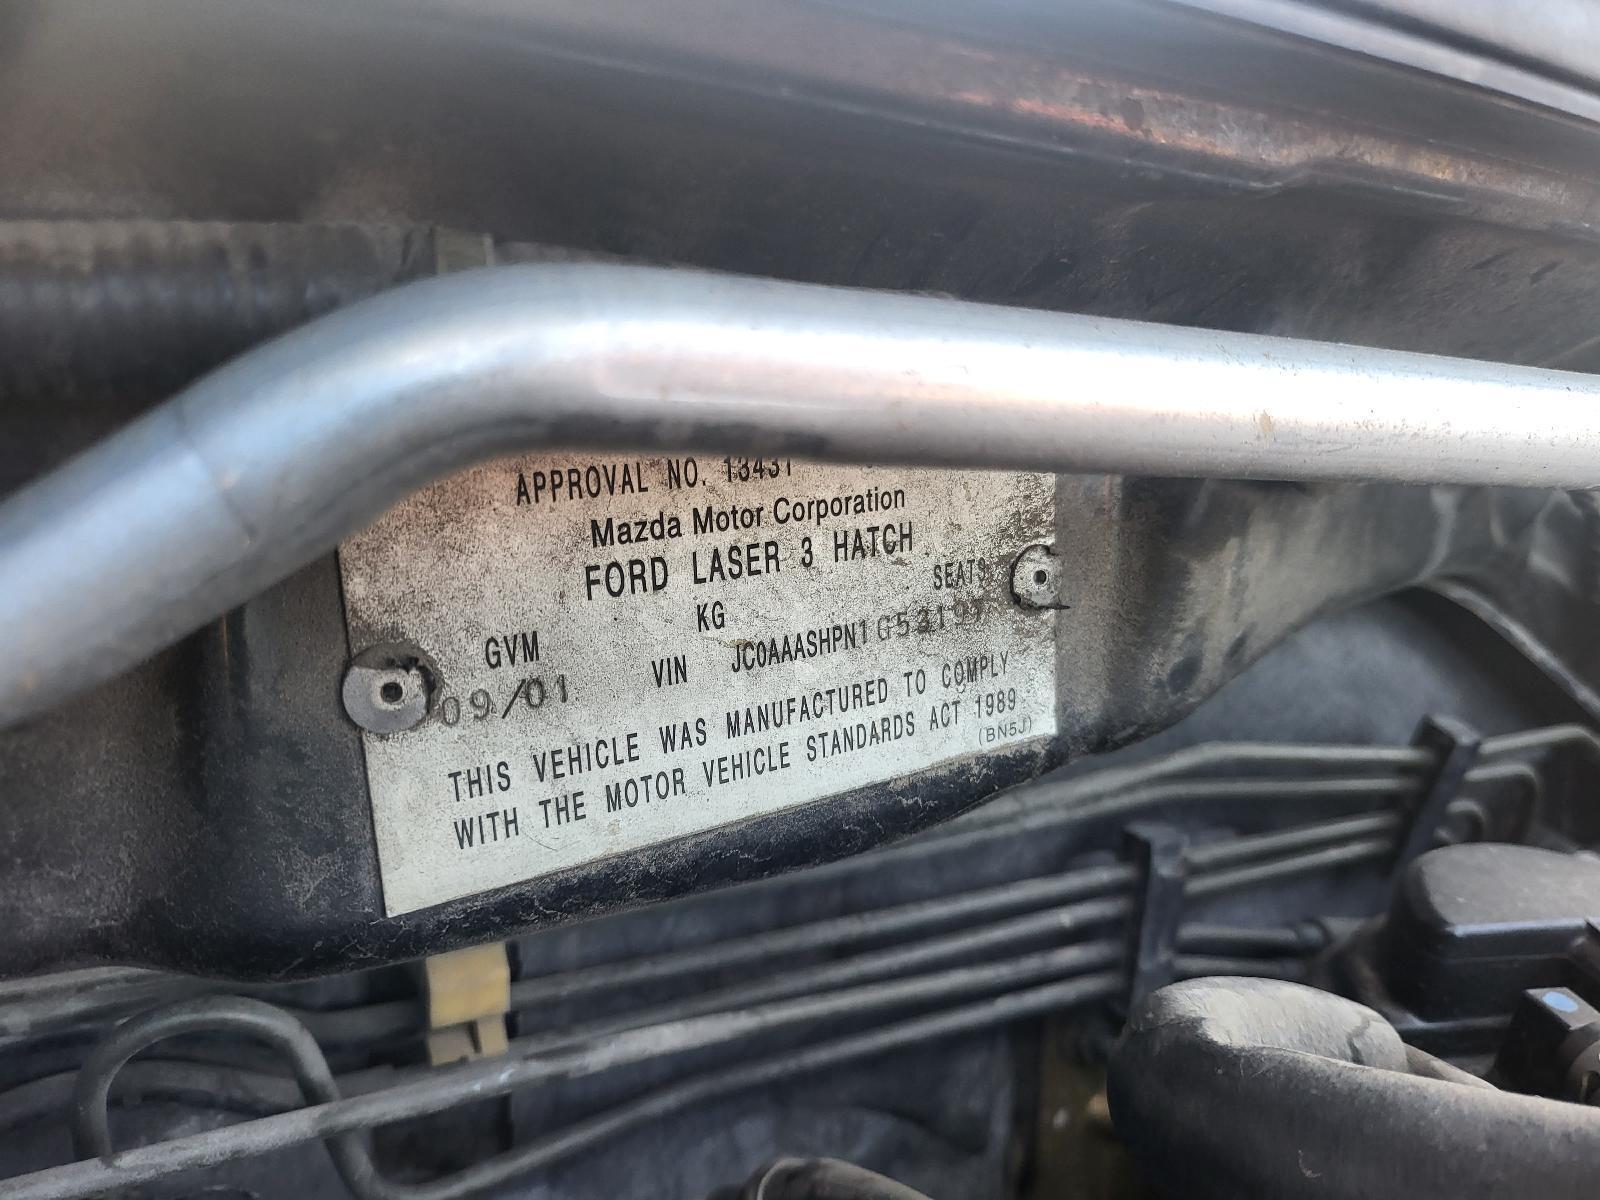 APPROVAL NO. 13431
Mazda Motor Corporation
FORD LASER 3 HATCH
GVM KG SEATS
09/01 VIN JC0AAASHPN1G53197
THIS VEHICLE WAS MANUFACTURED TO COMPLY
WITH THE MOTOR VEHICLE STANDARDS ACT 1989
(BN5J)